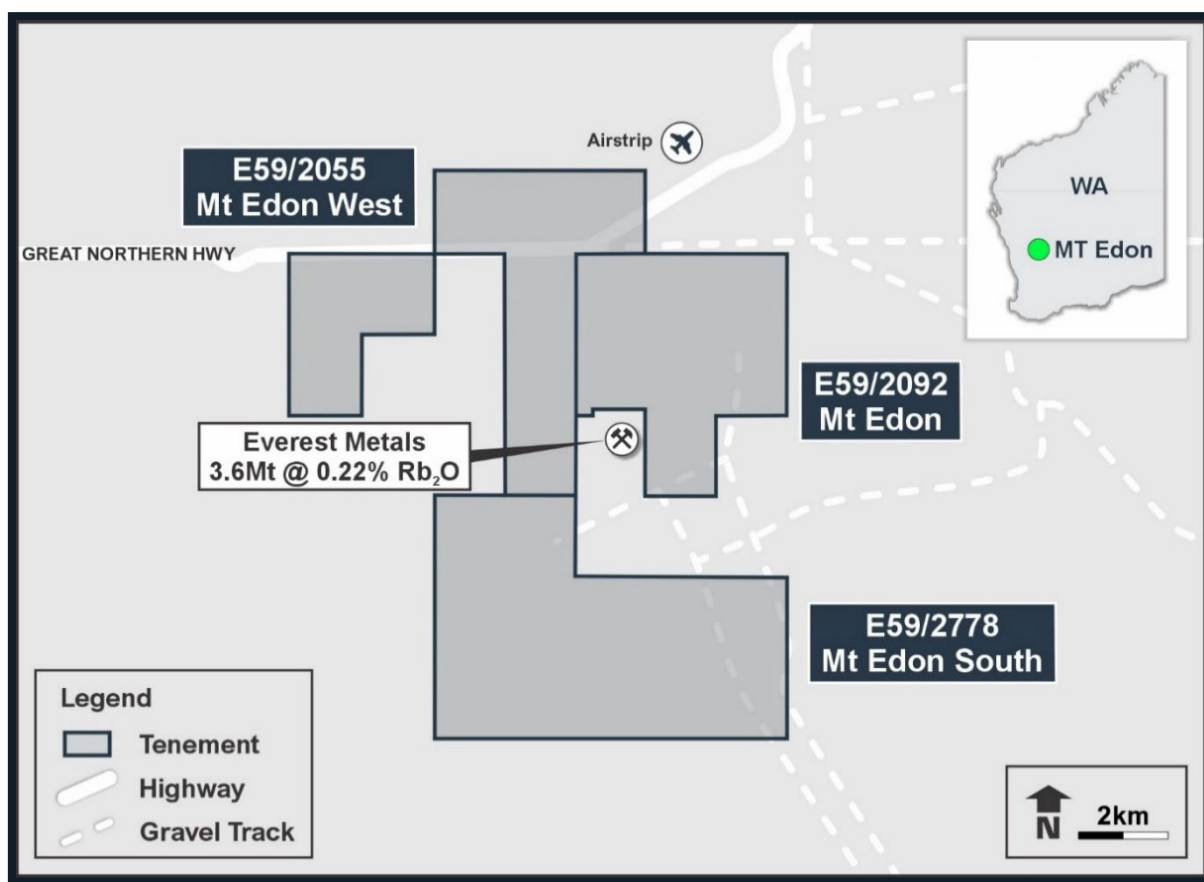 Airstrip
E59/2055
Mt Edon West
GREAT NORTHERN HWY
WA
MT Edon
E59/2092
Mt Edon
Everest Metals
3.6Mt @ 0.22% Rb₂O
E59/2778
Mt Edon South
Legend
Tenement
Highway
Gravel Track
N
2km